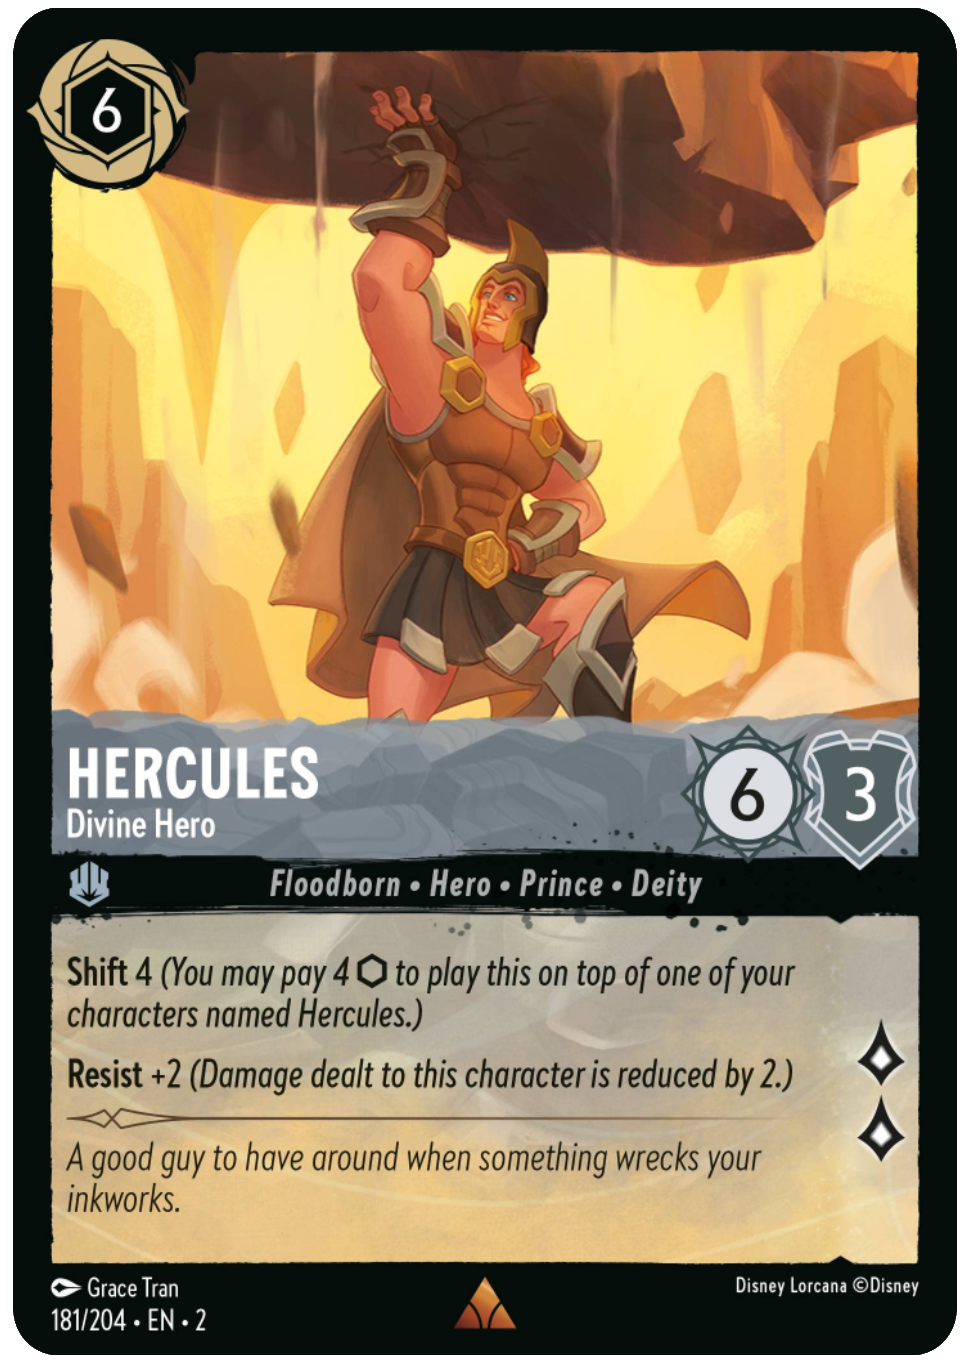 6
HERCULES
Divine Hero
6
3
Floodborn • Hero • Prince • Deity
Shift 4 (You may pay 4 ⬡ to play this on top of one of your
characters named Hercules.)
Resist +2 (Damage dealt to this character is reduced by 2.)
A good guy to have around when something wrecks your
inkworks.
Grace Tran
Disney Lorcana ©Disney
181/204 • EN • 2